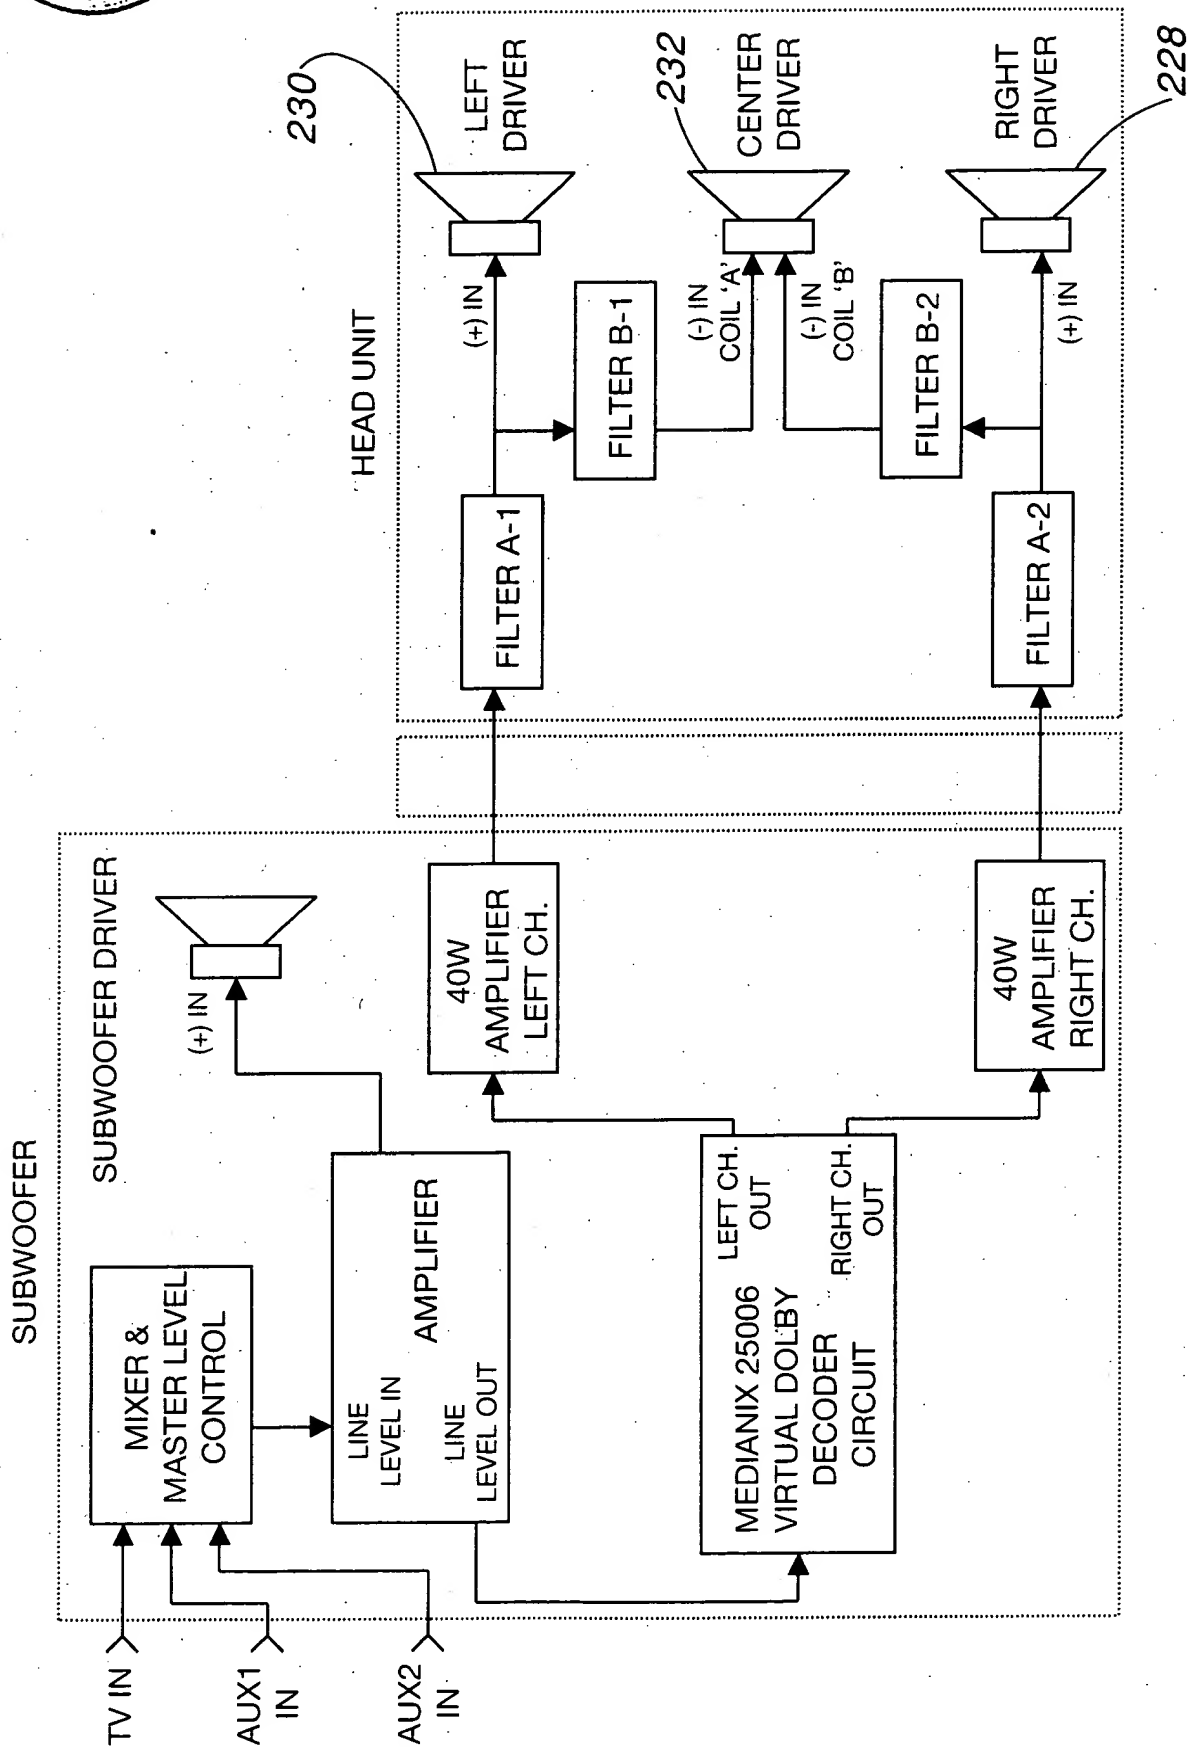 SUBWOOFER
TV IN
AUX1
IN
AUX2
IN
MIXER &
MASTER LEVEL
CONTROL
SUBWOOFER DRIVER
(+) IN
LINE
LEVEL IN
AMPLIFIER
LINE
LEVEL OUT
MEDIANIX 25006
VIRTUAL DOLBY
DECODER
CIRCUIT
LEFT CH.
OUT
RIGHT CH.
OUT
40W
AMPLIFIER
LEFT CH.
40W
AMPLIFIER
RIGHT CH.
HEAD UNIT
FILTER A-1
(+) IN
FILTER B-1
(-) IN
COIL 'A'
(-) IN
COIL 'B'
FILTER B-2
FILTER A-2
(+) IN
230
LEFT
DRIVER
232
CENTER
DRIVER
RIGHT
DRIVER
228